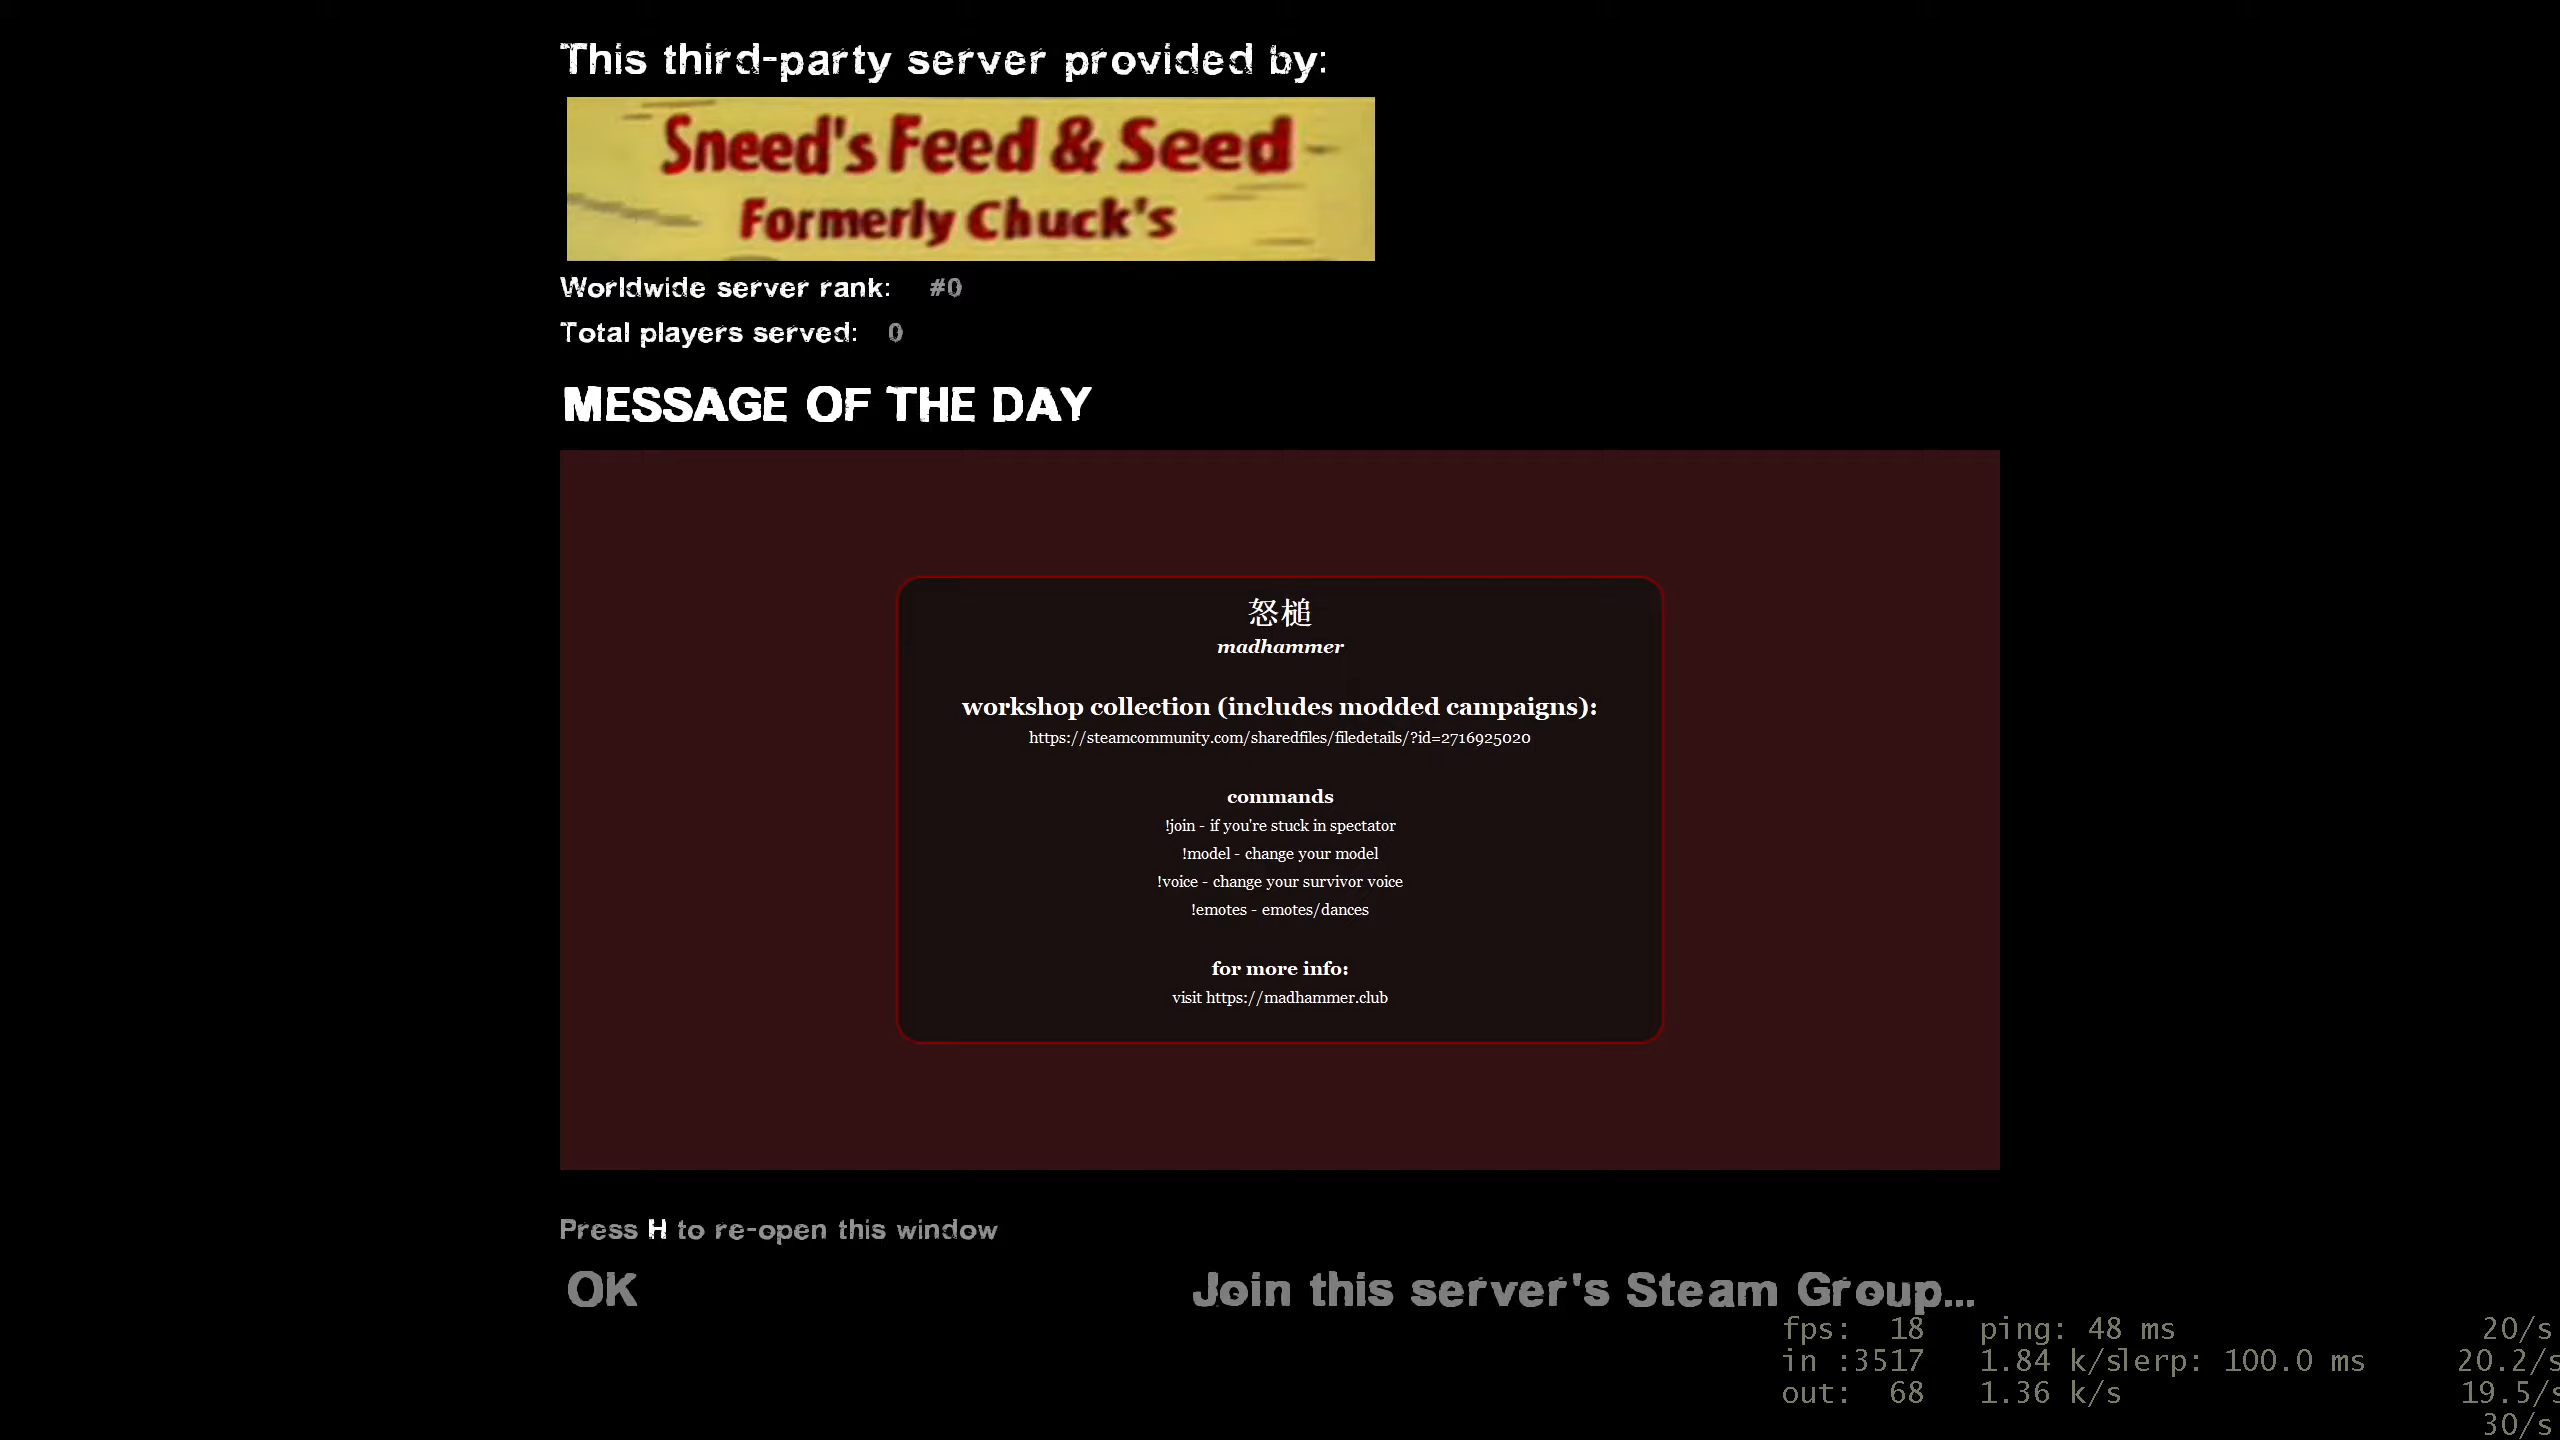 This third-party server provided by:
Sneed's Feed & Seed
Formerly Chuck's
Worldwide server rank: #0
Total players served: 0
MESSAGE OF THE DAY
怒槌
madhammer
workshop collection (includes modded campaigns):
https://steamcommunity.com/sharedfiles/filedetails/?id=2716925020
commands
!join - if you're stuck in spectator
!model - change your model
!voice - change your survivor voice
!emotes - emotes/dances
for more info:
visit https://madhammer.club
Press H to re-open this window
OK Join this server's Steam Group...
fps: 18 ping: 48 ms 20/s
in :3517 1.84 k/s lerp: 100.0 ms 20.2/s
out: 68 1.36 k/s 19.5/s
30/s